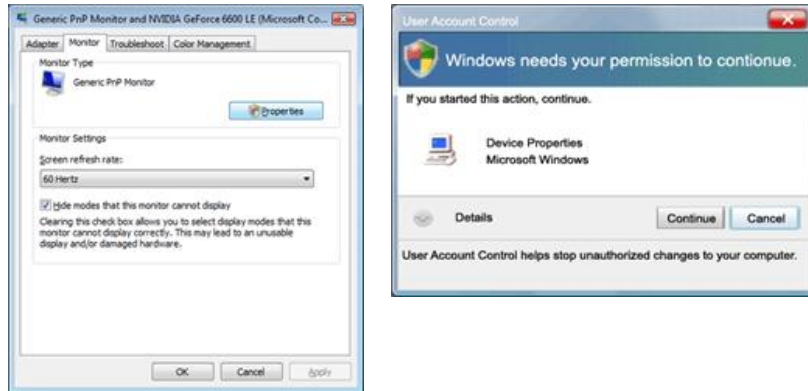 Generic PnP Monitor and NVIDIA GeForce 6600 LE (Microsoft Co...
Adapter Monitor Troubleshoot Color Management
Monitor Type
Generic PnP Monitor
Properties
Monitor Settings
Screen refresh rate:
60 Hertz
Hide modes that this monitor cannot display
Clearing this check box allows you to select display modes that this
monitor cannot display correctly. This may lead to an unusable
display and/or damaged hardware.
OK Cancel Apply
User Account Control
Windows needs your permission to contionue.
If you started this action, continue.
Device Properties
Microsoft Windows
Details Continue Cancel
User Account Control helps stop unauthorized changes to your computer.